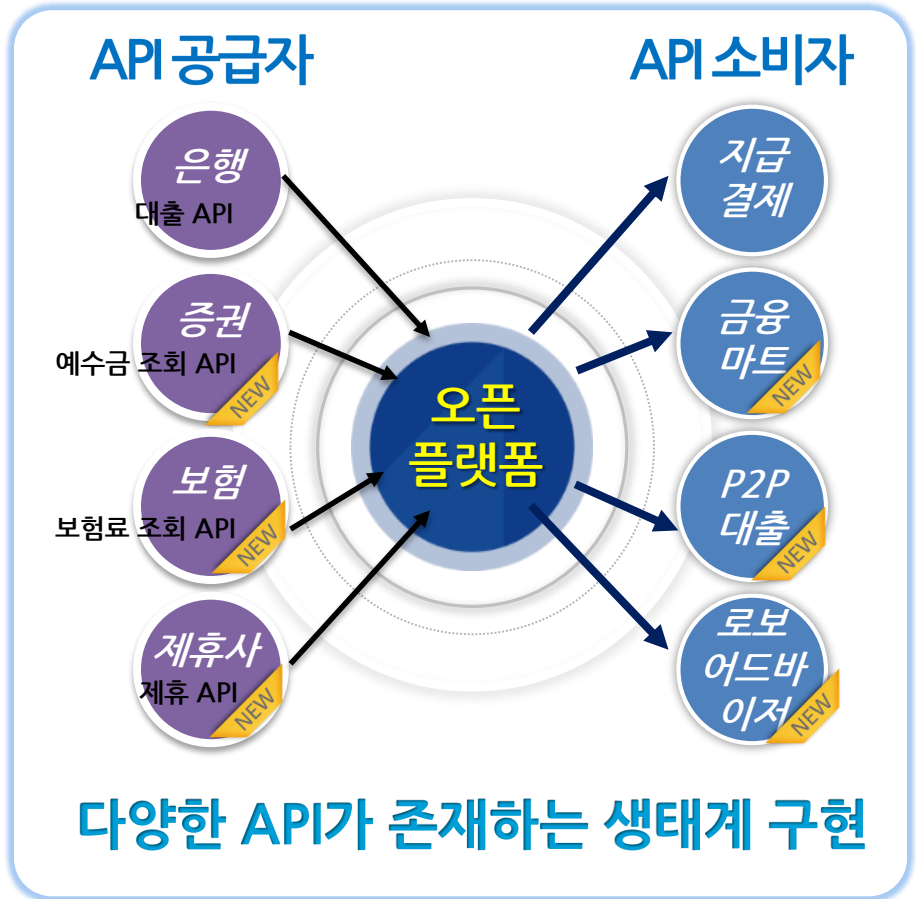 API 공급자
API 소비자
은행
대출 API
증권
예수금 조회 API
NEW
보험
보험료 조회 API
NEW
제휴사
제휴 API
NEW
오픈
플랫폼
지급
결제
금융
마트
NEW
P2P
대출
NEW
로보
어드바
이저
NEW
다양한 API가 존재하는 생태계 구현